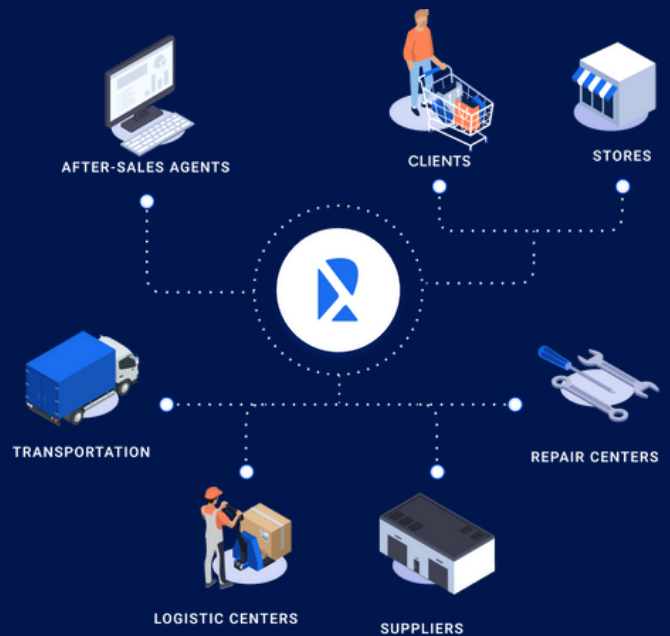 AFTER-SALES AGENTS
CLIENTS
STORES
TRANSPORTATION
REPAIR CENTERS
LOGISTIC CENTERS
SUPPLIERS